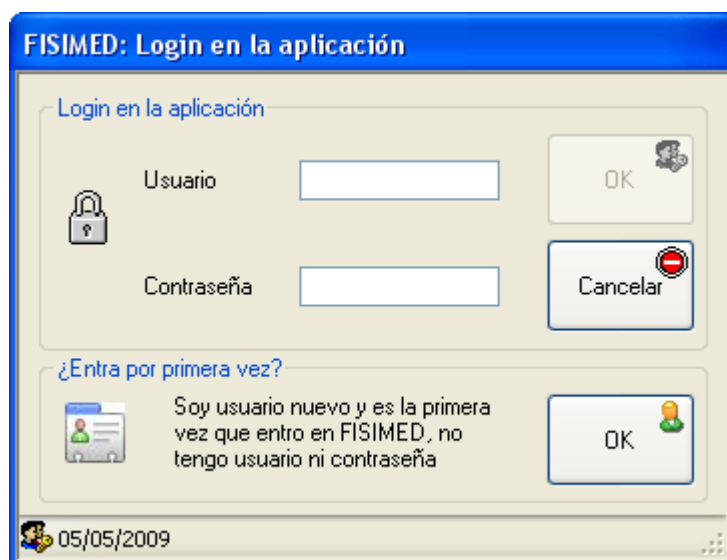 FISIMED: Login en la aplicación
Login en la aplicación
Usuario
OK
Contraseña
Cancelar
¿Entra por primera vez?
Soy usuario nuevo y es la primera
vez que entro en FISIMED, no
tengo usuario ni contraseña
OK
05/05/2009